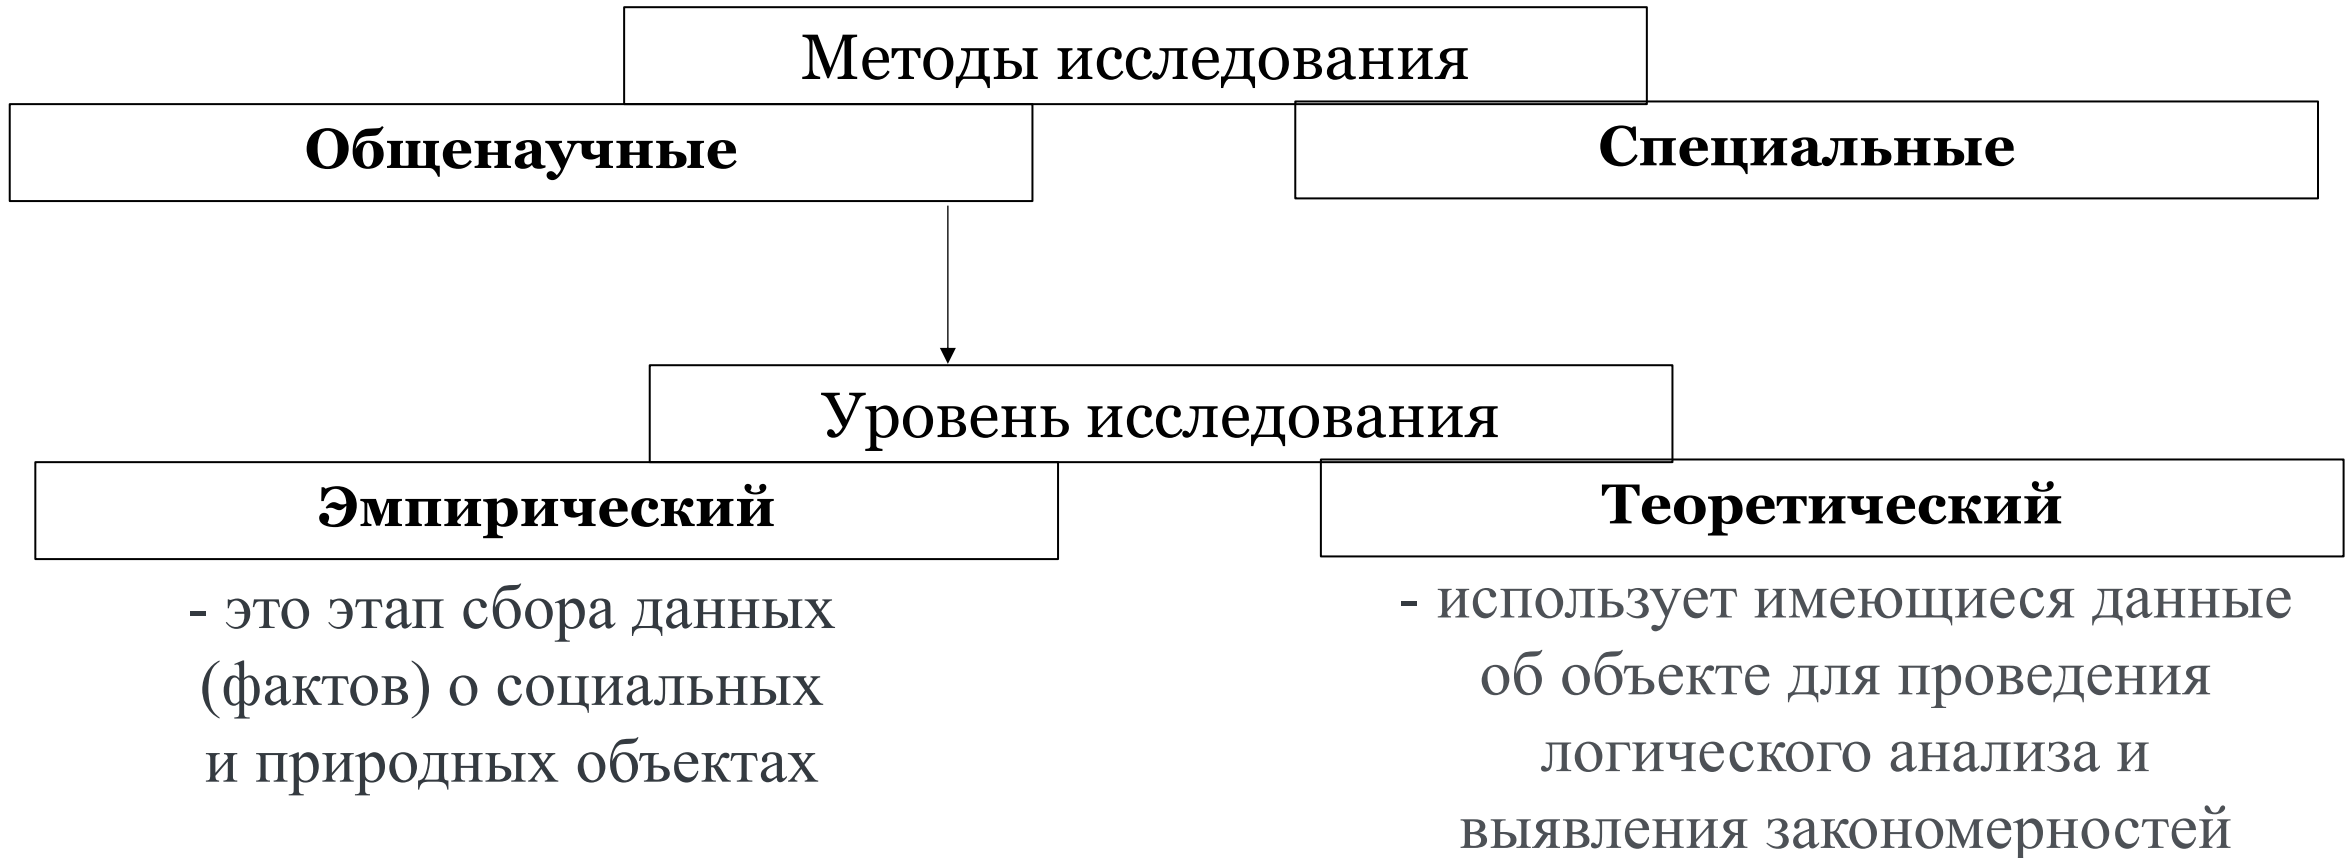 Методы исследования
Общенаучные
Специальные
Уровень исследования
Эмпирический
Теоретический
- это этап сбора данных
(фактов) о социальных
и природных объектах
- использует имеющиеся данные
об объекте для проведения
логического анализа и
выявления закономерностей